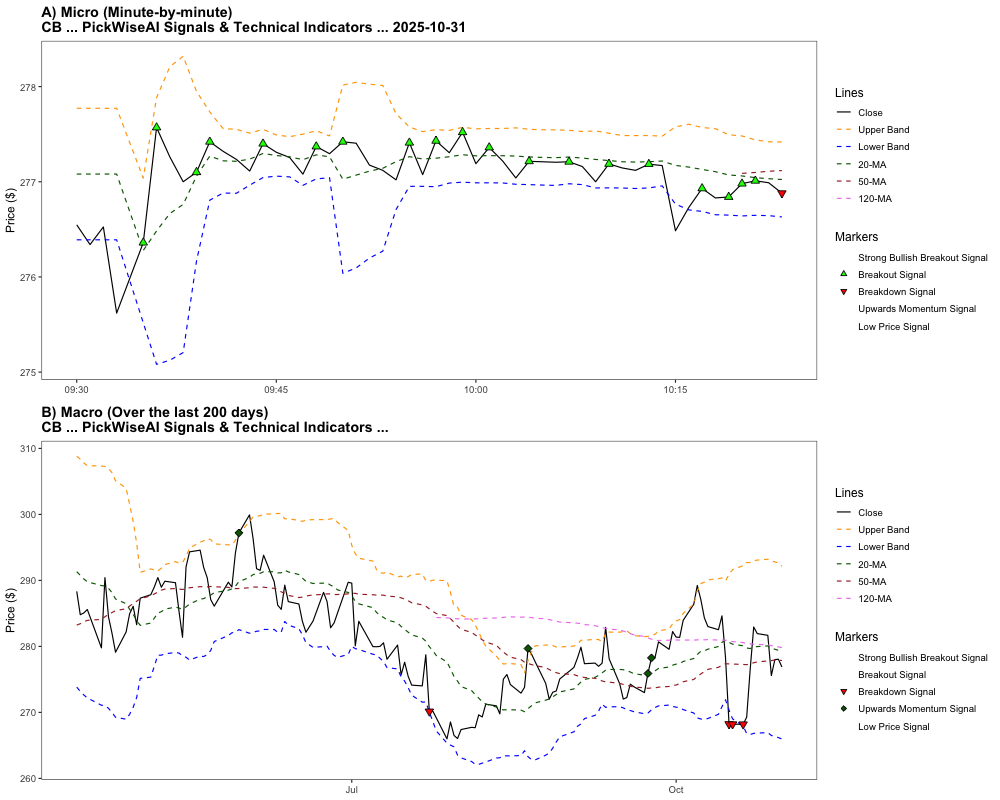 A) Micro (Minute-by-minute)
CB ... PickWiseAI Signals & Technical Indicators ... 2025-10-31
Price ($)
278
277
276
275
09:30
09:45
10:00
10:15
Lines
Close
Upper Band
Lower Band
20-MA
50-MA
120-MA
Markers
Strong Bullish Breakout Signal
Breakout Signal
Breakdown Signal
Upwards Momentum Signal
Low Price Signal
B) Macro (Over the last 200 days)
CB ... PickWiseAI Signals & Technical Indicators ...
Price ($)
310
300
290
280
270
260
Jul
Oct
Lines
Close
Upper Band
Lower Band
20-MA
50-MA
120-MA
Markers
Strong Bullish Breakout Signal
Breakout Signal
Breakdown Signal
Upwards Momentum Signal
Low Price Signal